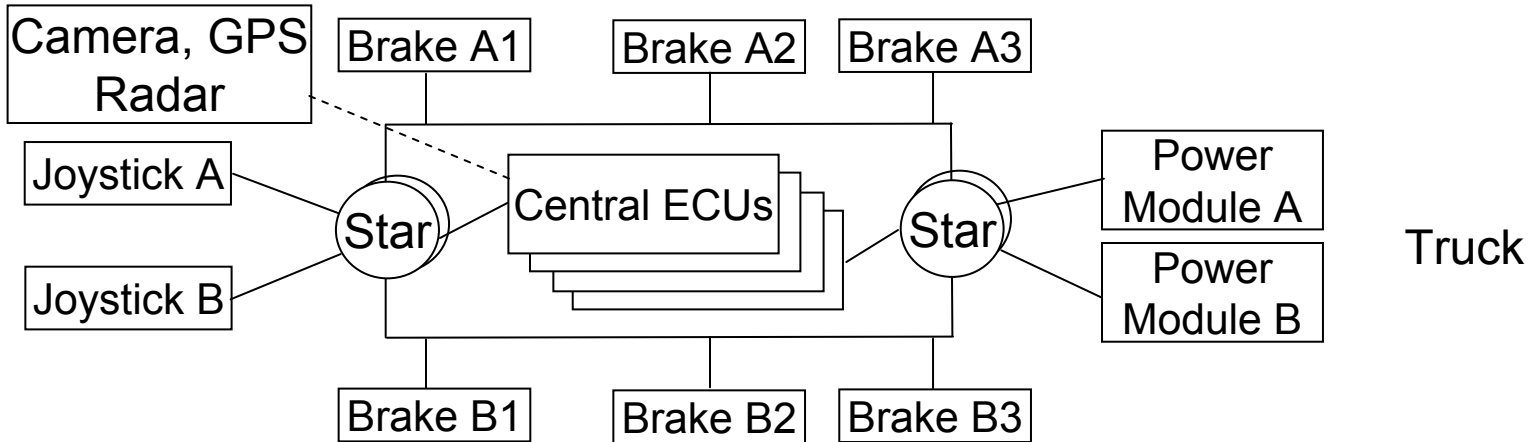 Camera, GPS
Radar
Brake A1
Brake A2
Brake A3
Joystick A
Joystick B
Star
Central ECUs
Star
Power
Module A
Power
Module B
Truck
Brake B1
Brake B2
Brake B3